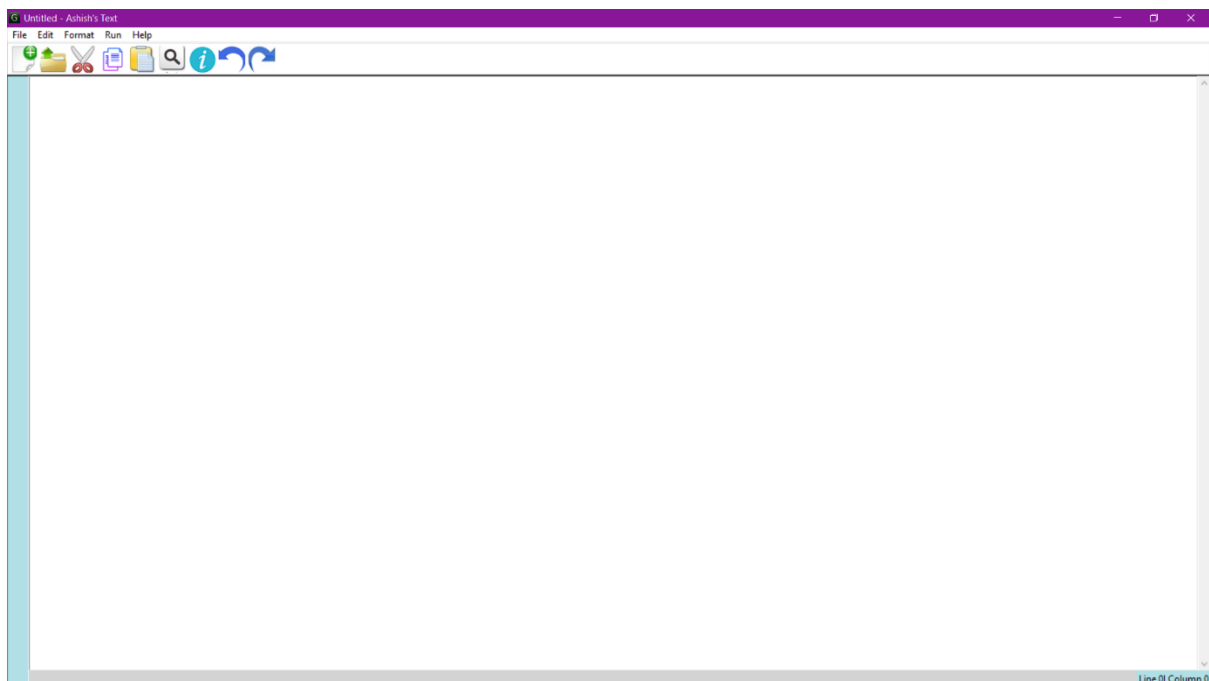 G Untitled - Ashish's Text
File Edit Format Run Help
i
Line 0| Column 0